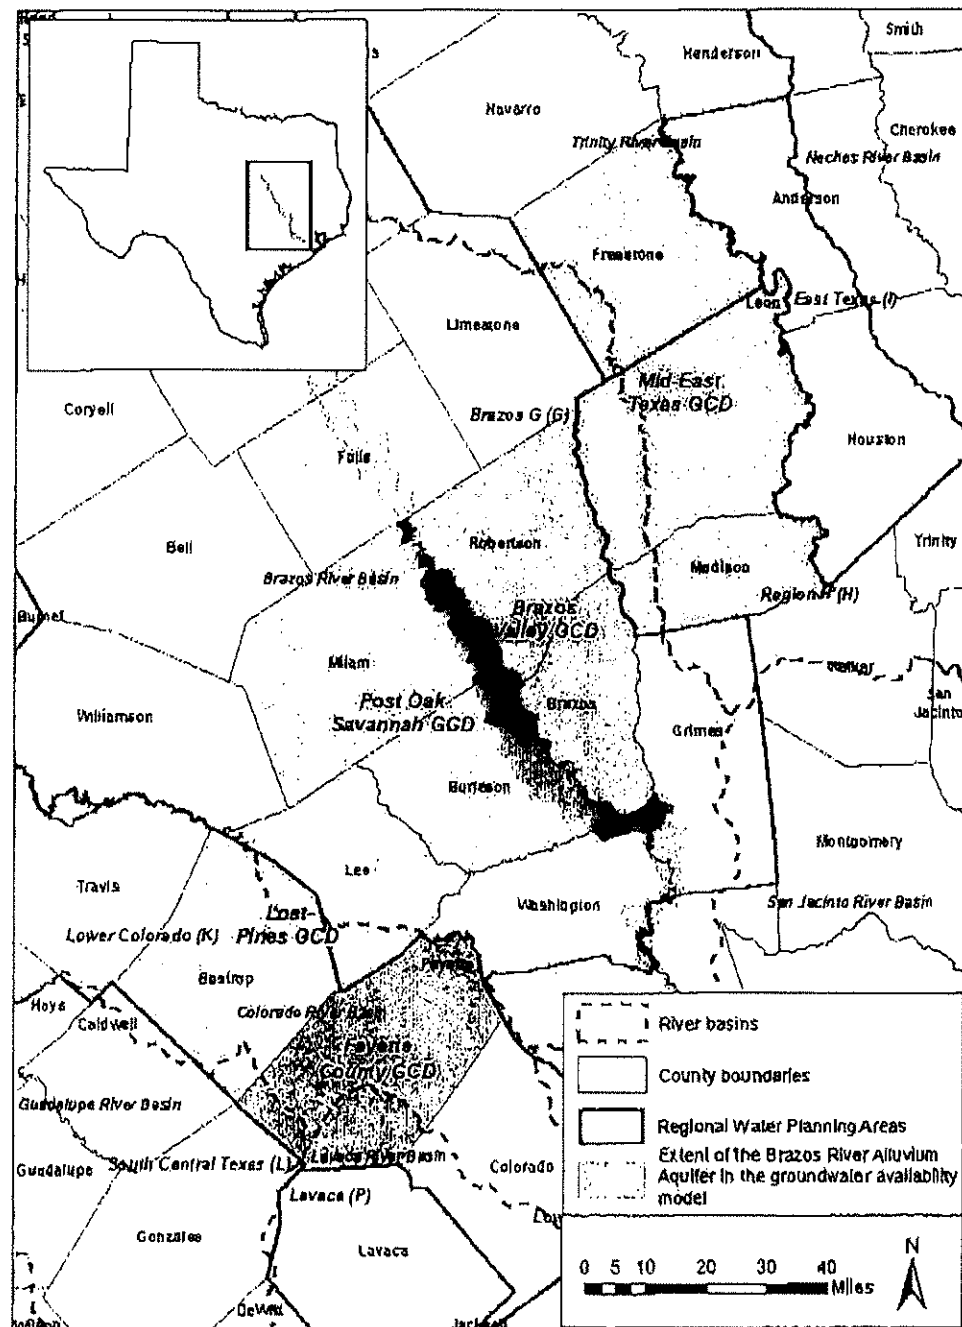 Smith
Henderson
Navarro
Cherokee
Trinity River Basin
Neches River Basin
Anderson
Freestone
Leon
East Texas (I)
Limestone
Mid-East
Texas GCD
Coryell
Brazos G (G)
Houston
Falls
Robertson
Bell
Trinity
Madison
Brazos River Basin
Region H (H)
Burnet
Brazos
Valley GCD
Milam
Walker
Post Oak
Savannah GCD
San
Jacinto
Williamson
Brazos
Grimes
Burleson
Montgomery
Lee
Travis
Washington
San Jacinto River Basin
Lost
Pines GCD
Lower Colorado (K)
Fayette
Bastrop
Hays
Colorado River Basin
Caldwell
Fayette
County GCD
Guadalupe River Basin
Guadalupe
South Central Texas (L)
Lavaca River Basin
Colorado
Lavaca (P)
Gonzales
Lavaca
DeWitt
Jackson
River basins
County boundaries
Regional Water Planning Areas
Extent of the Brazos River Alluvium
Aquifer in the groundwater availability
model
N
0 5 10 20 30 40
Miles